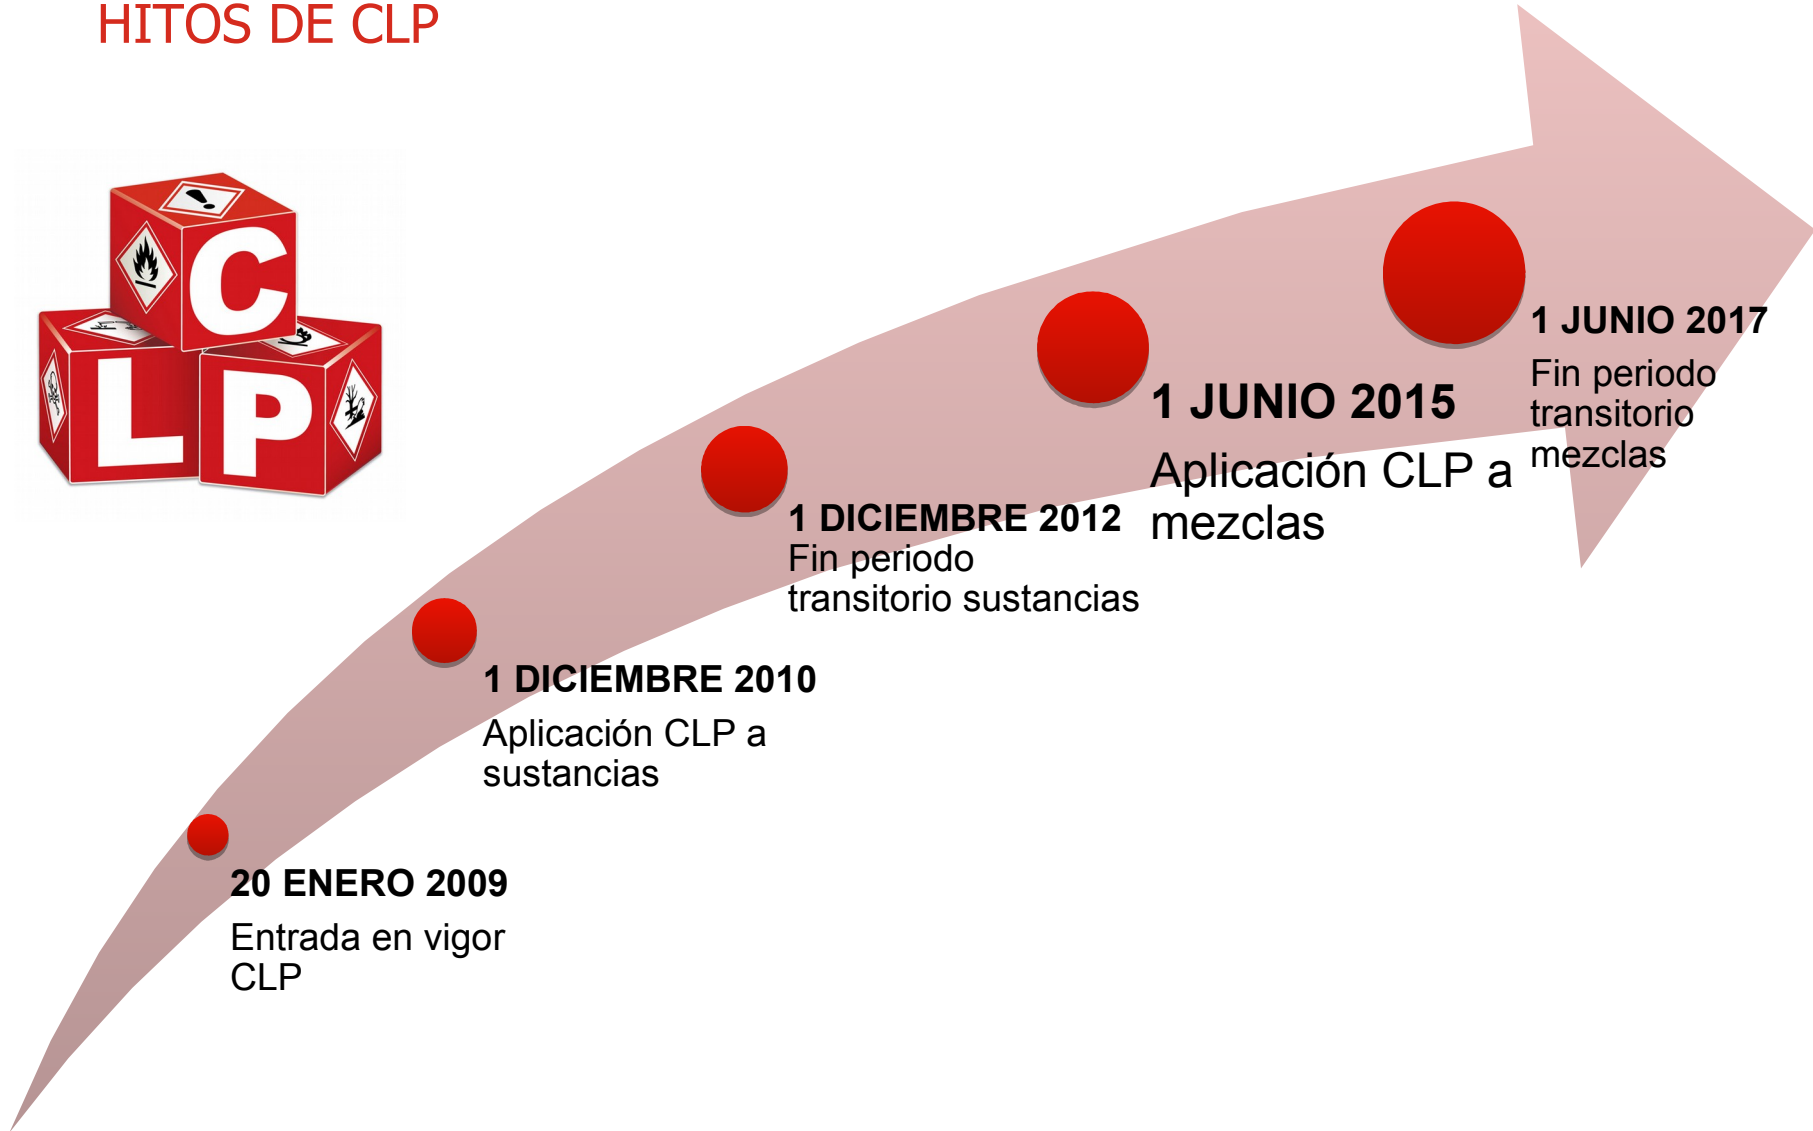 HITOS DE CLP
C
L P
20 ENERO 2009
Entrada en vigor
CLP
1 DICIEMBRE 2010
Aplicación CLP a
sustancias
1 DICIEMBRE 2012
Fin periodo
transitorio sustancias
1 JUNIO 2015
Aplicación CLP a
mezclas
1 JUNIO 2017
Fin periodo
transitorio
mezclas